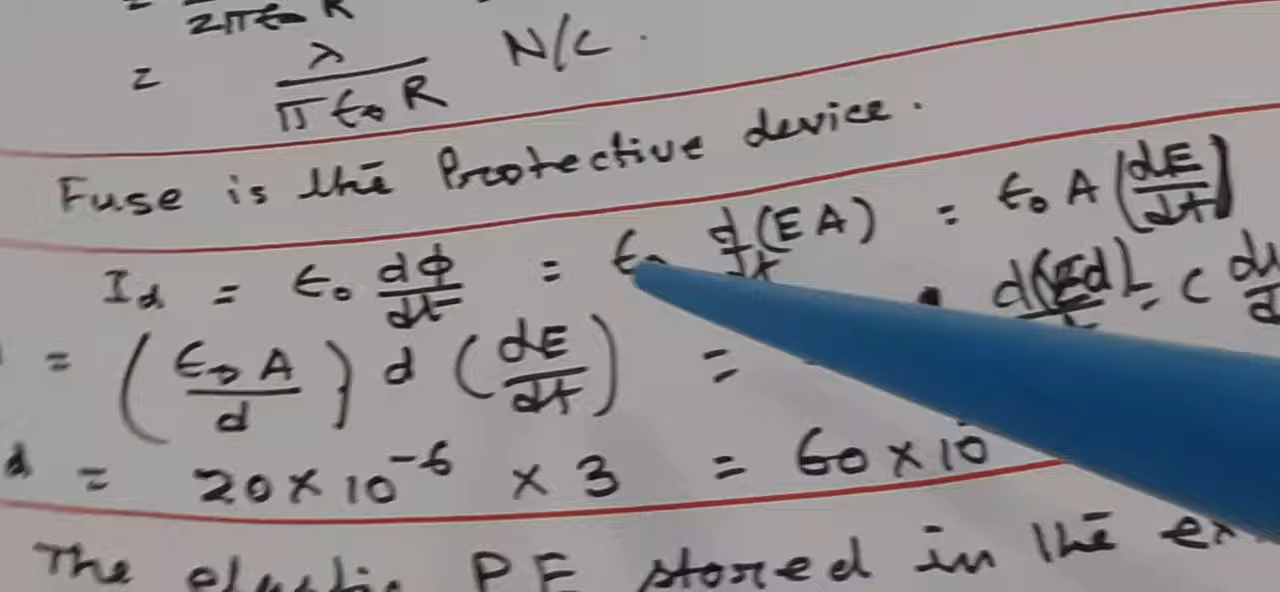 = 2πε₀R
= λ/(πε₀R) N/C.
Fuse is the Protective device.
I_d = ε₀ dφ/dt = ε₀ d/dt (EA) = ε₀A (dE/dt)
= (ε₀A/d) d (dE/dt) = d(Ed) = C
d = 20×10⁻⁶ × 3 = 60×10
The elastic PE stored in the